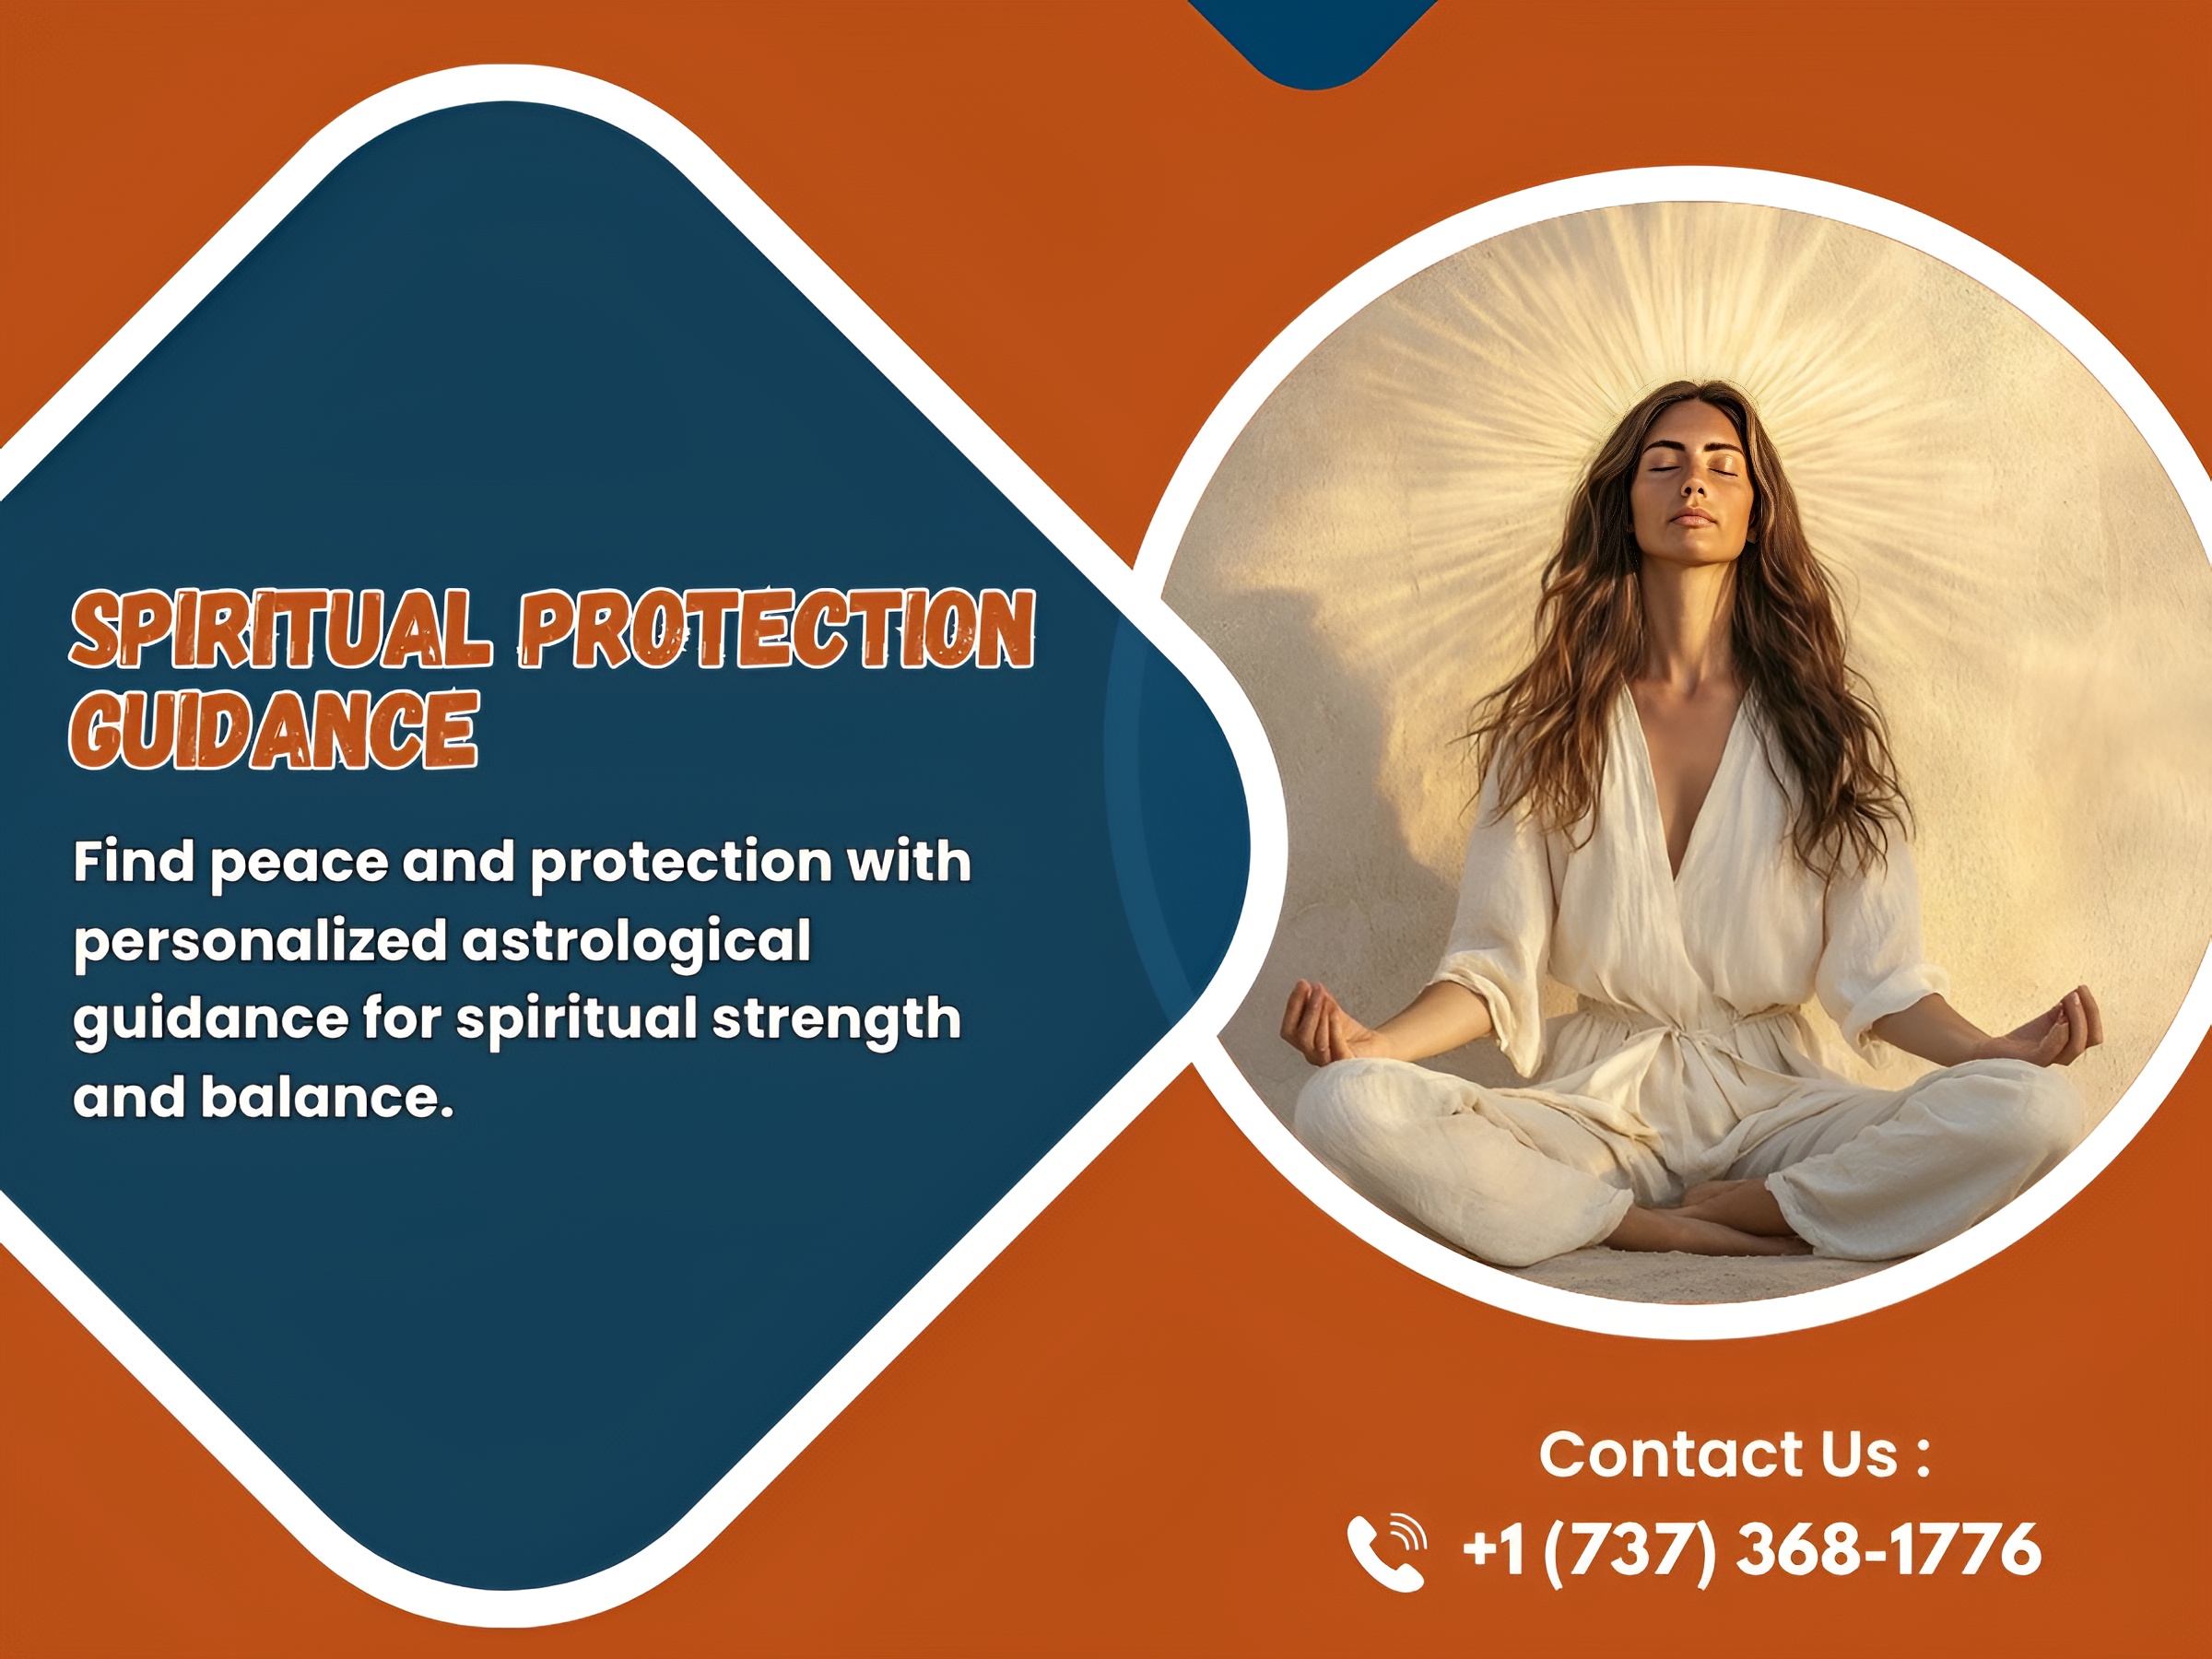 SPIRITUAL PROTECTION
GUIDANCE
Find peace and protection with
personalized astrological
guidance for spiritual strength
and balance.
Contact Us :
+1 (737) 368-1776